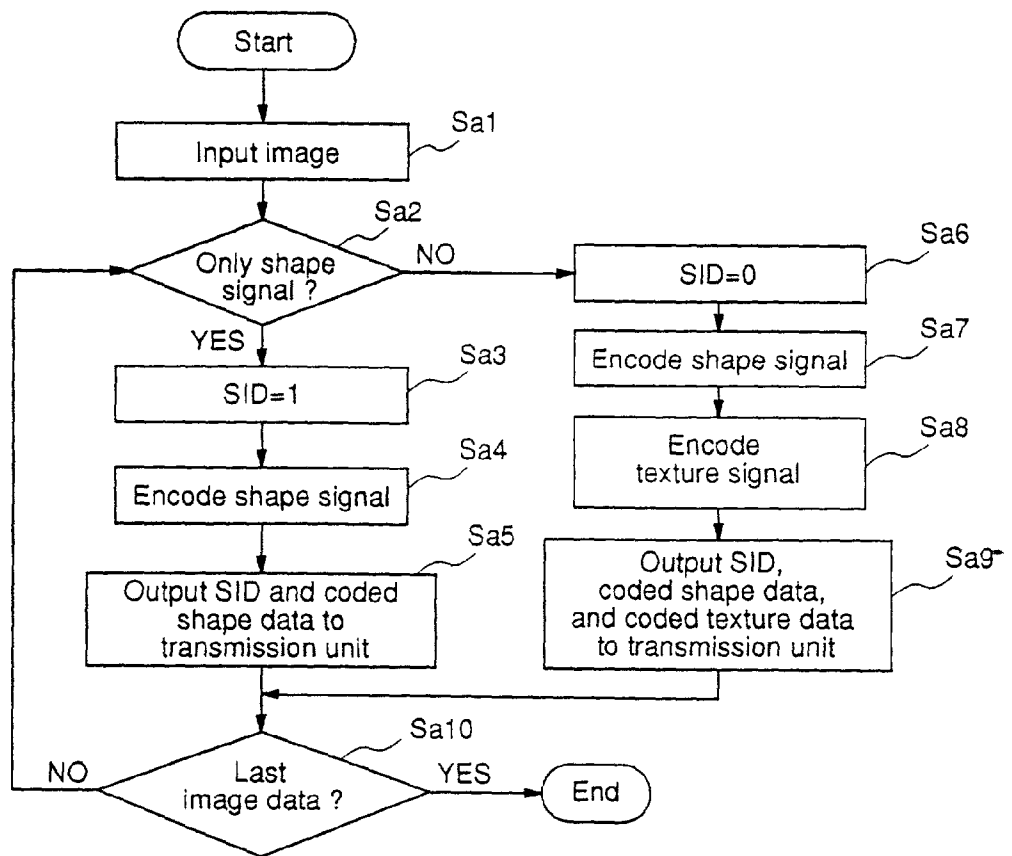 Start
Sa1
Input image
Sa2
Only shape
signal ?
NO
YES
Sa3
SID=1
Sa4
Encode shape signal
Sa5
Output SID and coded
shape data to
transmission unit
Sa6
SID=0
Sa7
Encode shape signal
Sa8
Encode
texture signal
Sa9
Output SID,
coded shape data,
and coded texture data
to transmission unit
Sa10
Last
image data ?
NO
YES
End